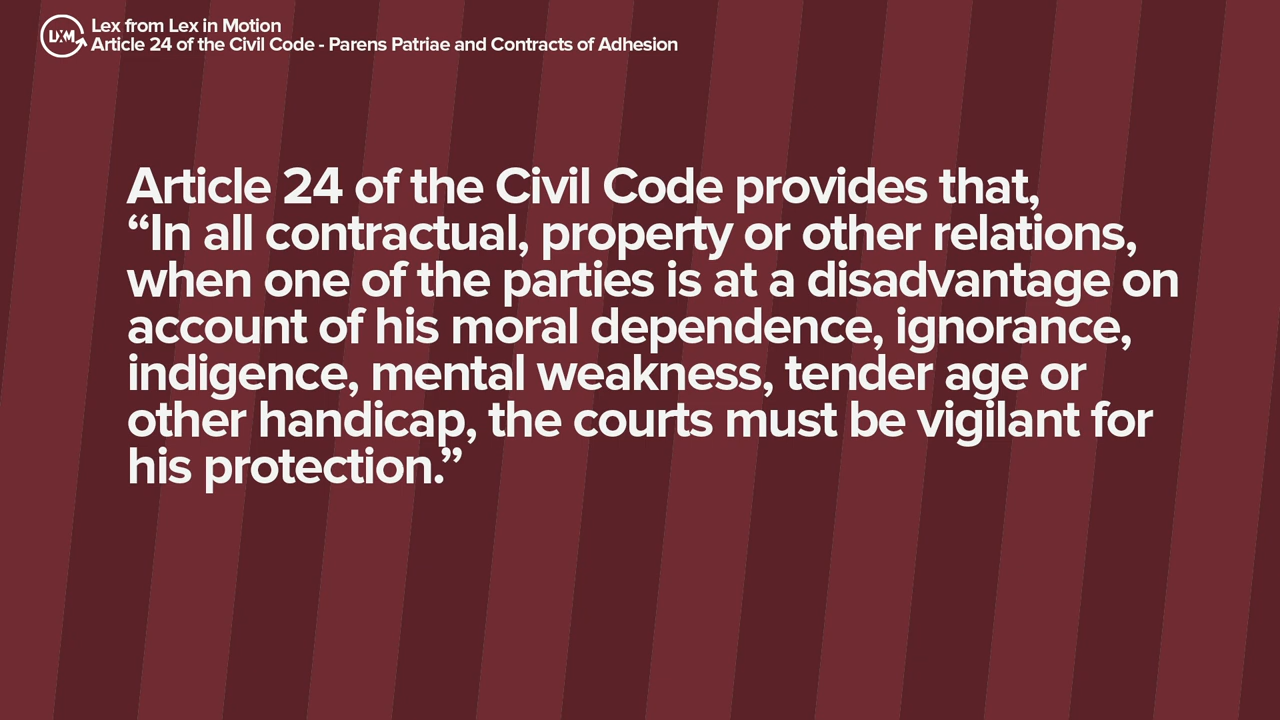 LXM
Lex from Lex in Motion
Article 24 of the Civil Code - Parens Patriae and Contracts of Adhesion
Article 24 of the Civil Code provides that,
“In all contractual, property or other relations,
when one of the parties is at a disadvantage on
account of his moral dependence, ignorance,
indigence, mental weakness, tender age or
other handicap, the courts must be vigilant for
his protection.”